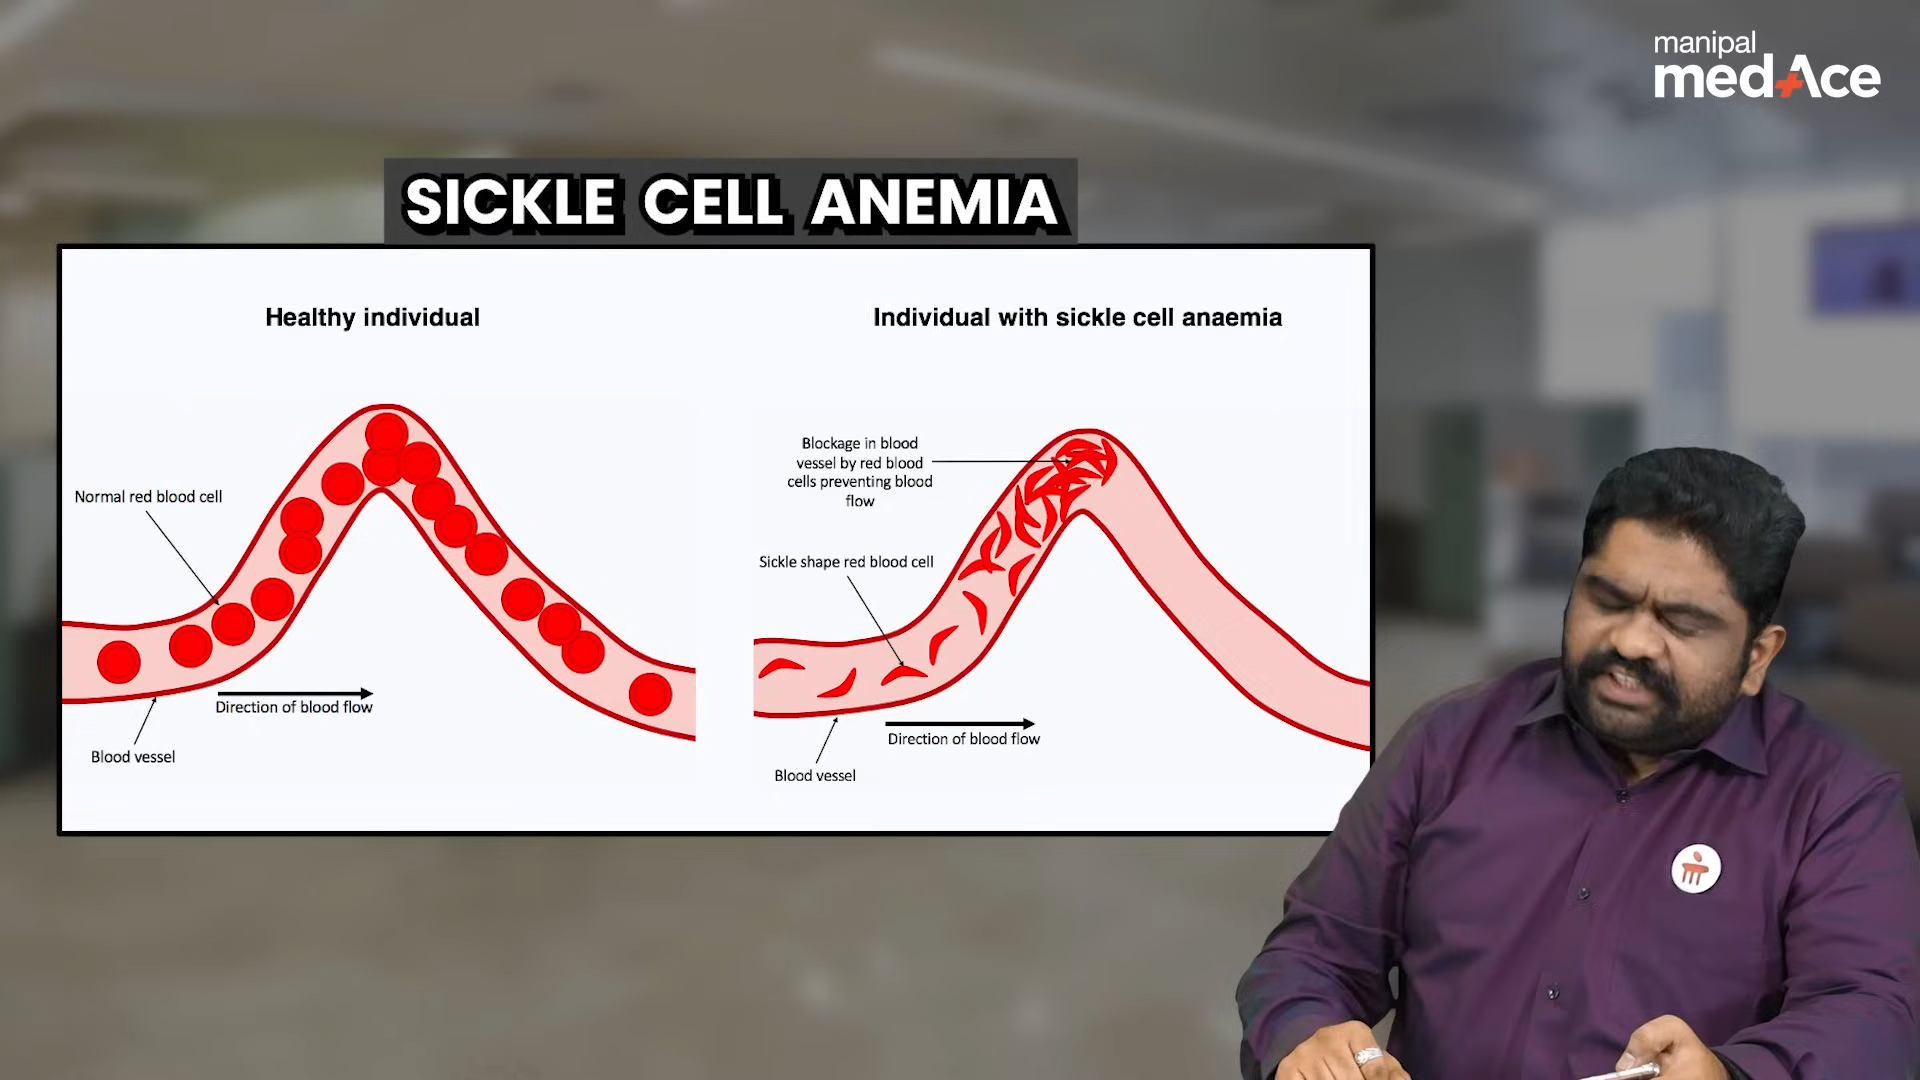 manipal
medAce
SICKLE CELL ANEMIA
Healthy individual
Individual with sickle cell anaemia
Normal red blood cell
Direction of blood flow
Blood vessel
Blockage in blood
vessel by red blood
cells preventing blood
flow
Sickle shape red blood cell
Direction of blood flow
Blood vessel